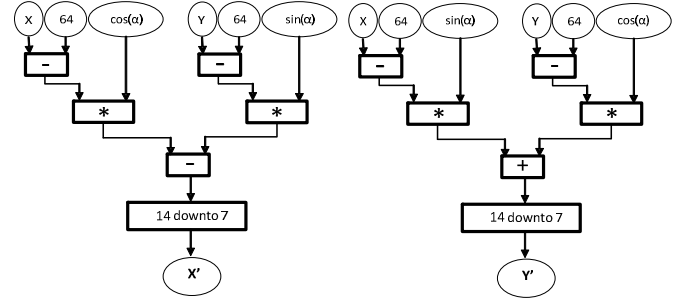 X 64 cos(α) Y 64 sin(α) X 64 sin(α) Y 64 cos(α)
- - - -
* * * *
- +
14 downto 7 14 downto 7
X' Y'